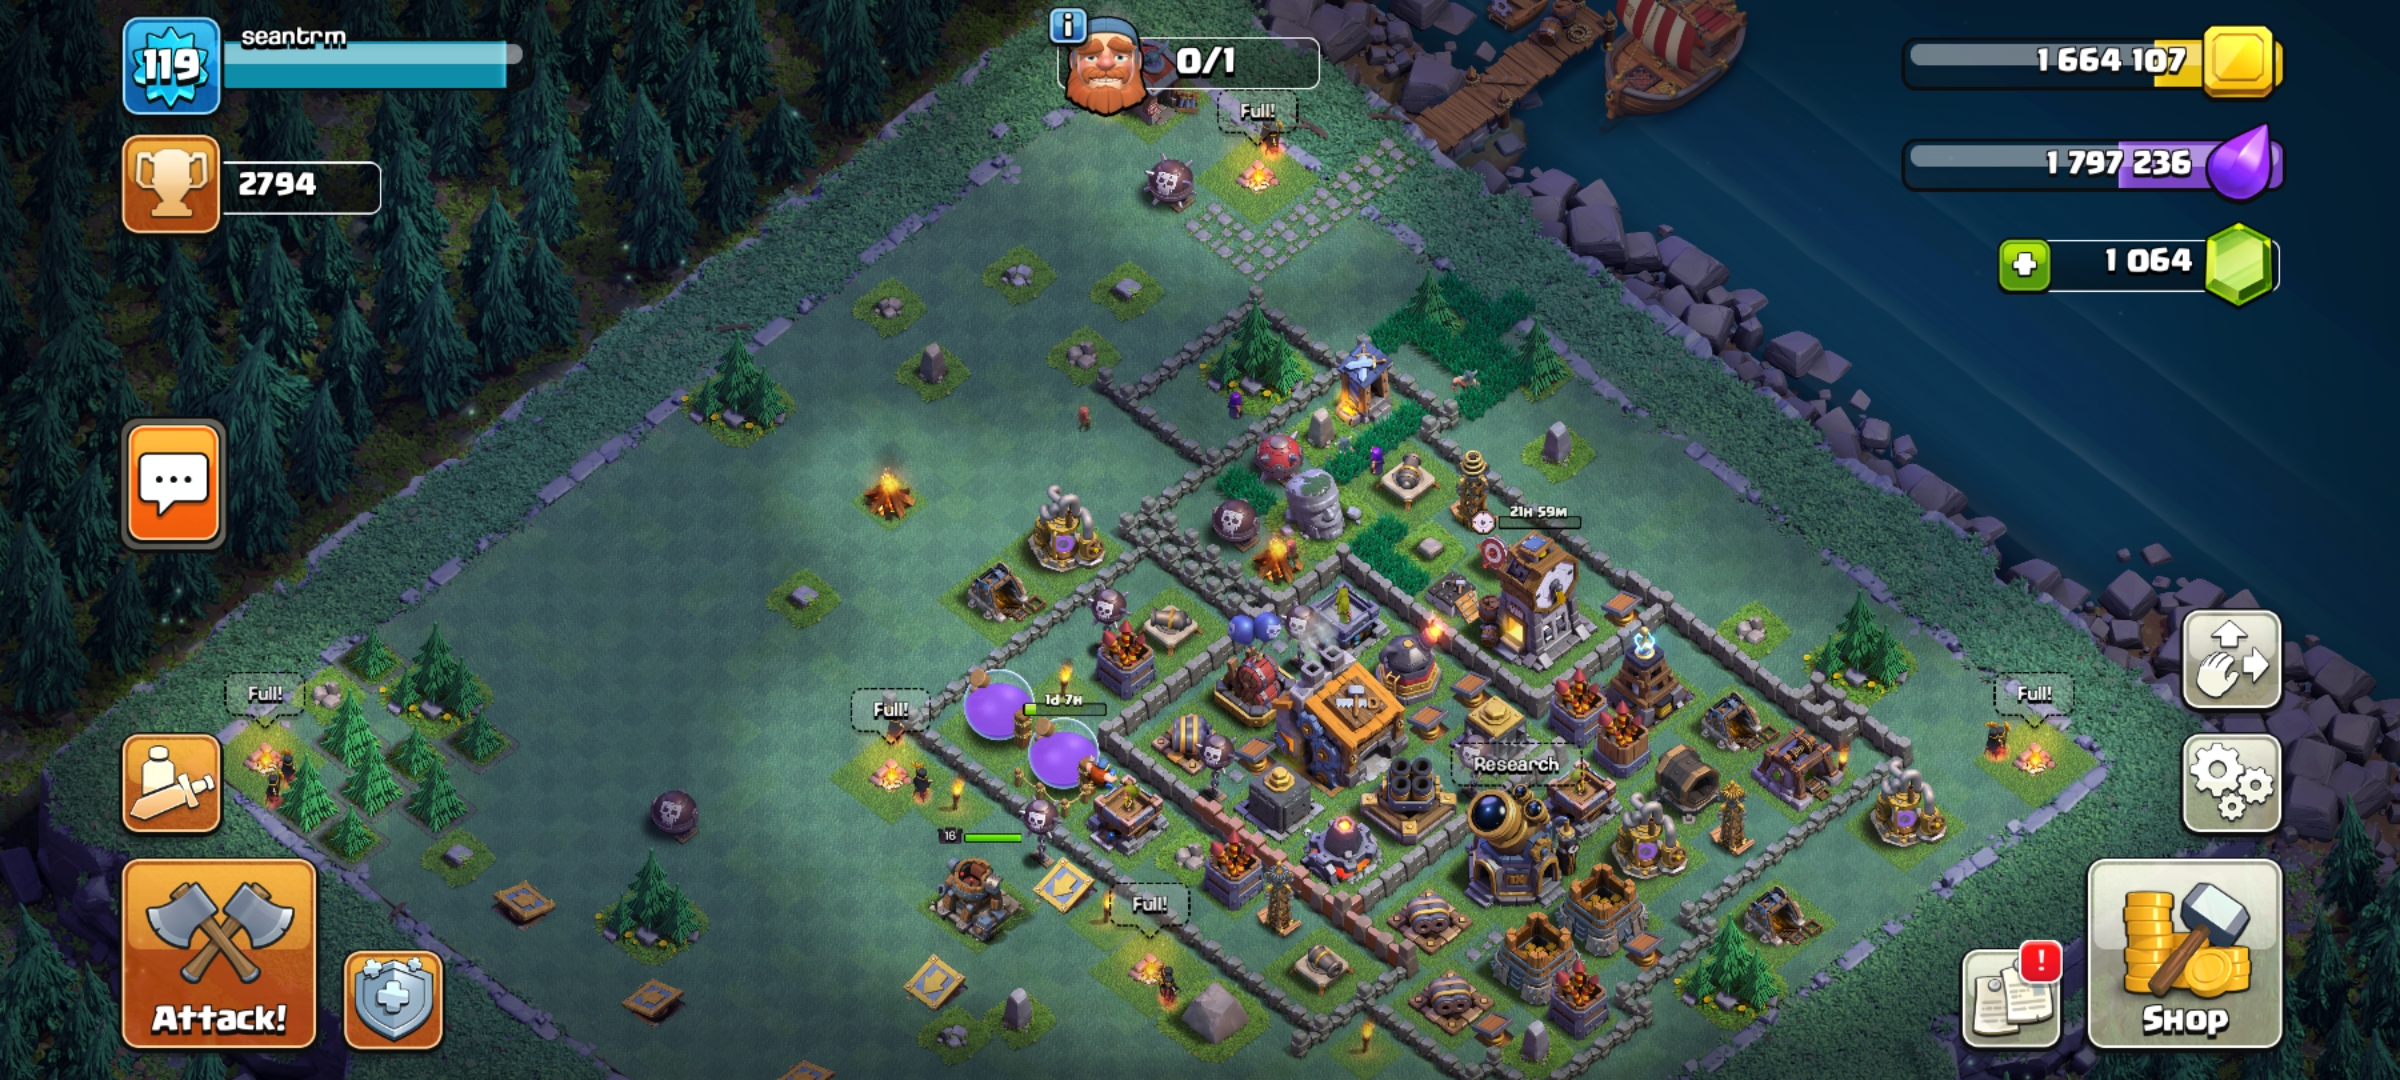 119
seantrm
i
0/1
Full!
1 664 107
2794
1 797 236
1 064
21H 59M
Full!
Full!
1d 7H
Full!
Research
16
Full!
Attack!
!
Shop